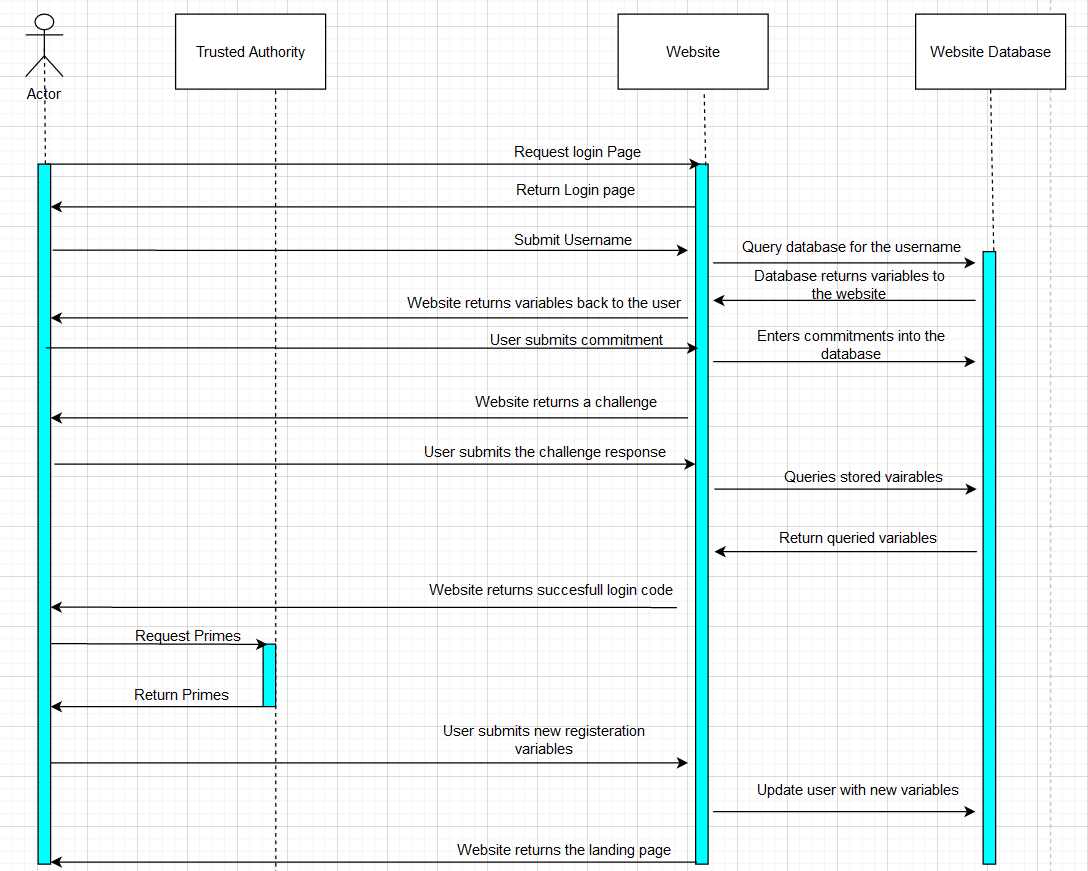 Trusted Authority
Website
Website Database
Actor
Request login Page
Return Login page
Submit Username
Query database for the username
Database returns variables to
the website
Website returns variables back to the user
User submits commitment
Enters commitments into the
database
Website returns a challenge
User submits the challenge response
Queries stored vairables
Return queried variables
Website returns succesfull login code
Request Primes
Return Primes
User submits new registeration
variables
Update user with new variables
Website returns the landing page